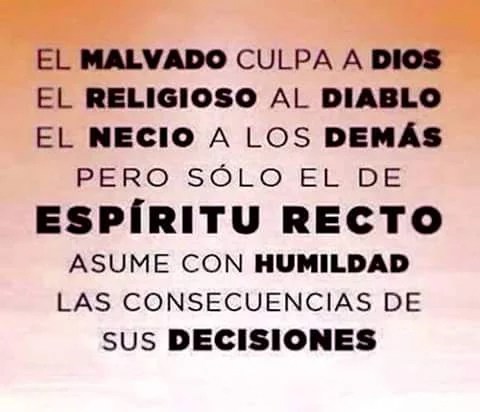 EL MALVADO CULPA A DIOS
EL RELIGIOSO AL DIABLO
EL NECIO A LOS DEMÁS
PERO SÓLO EL DE
ESPÍRITU RECTO
ASUME CON HUMILDAD
LAS CONSECUENCIAS DE
SUS DECISIONES